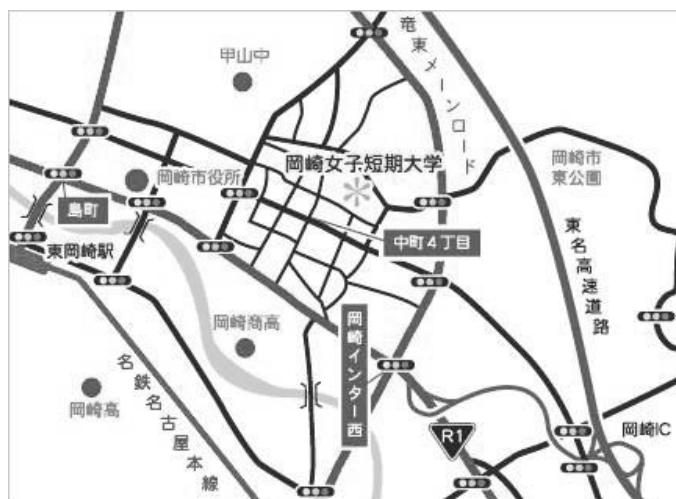 甲山中
竜東メーンロード
岡崎女子短期大学
岡崎市
東公園
岡崎市役所
島町
中町4丁目
東岡崎駅
東名高速道路
岡崎商高
岡崎インター西
名鉄名古屋本線
岡崎高
R1
岡崎IC